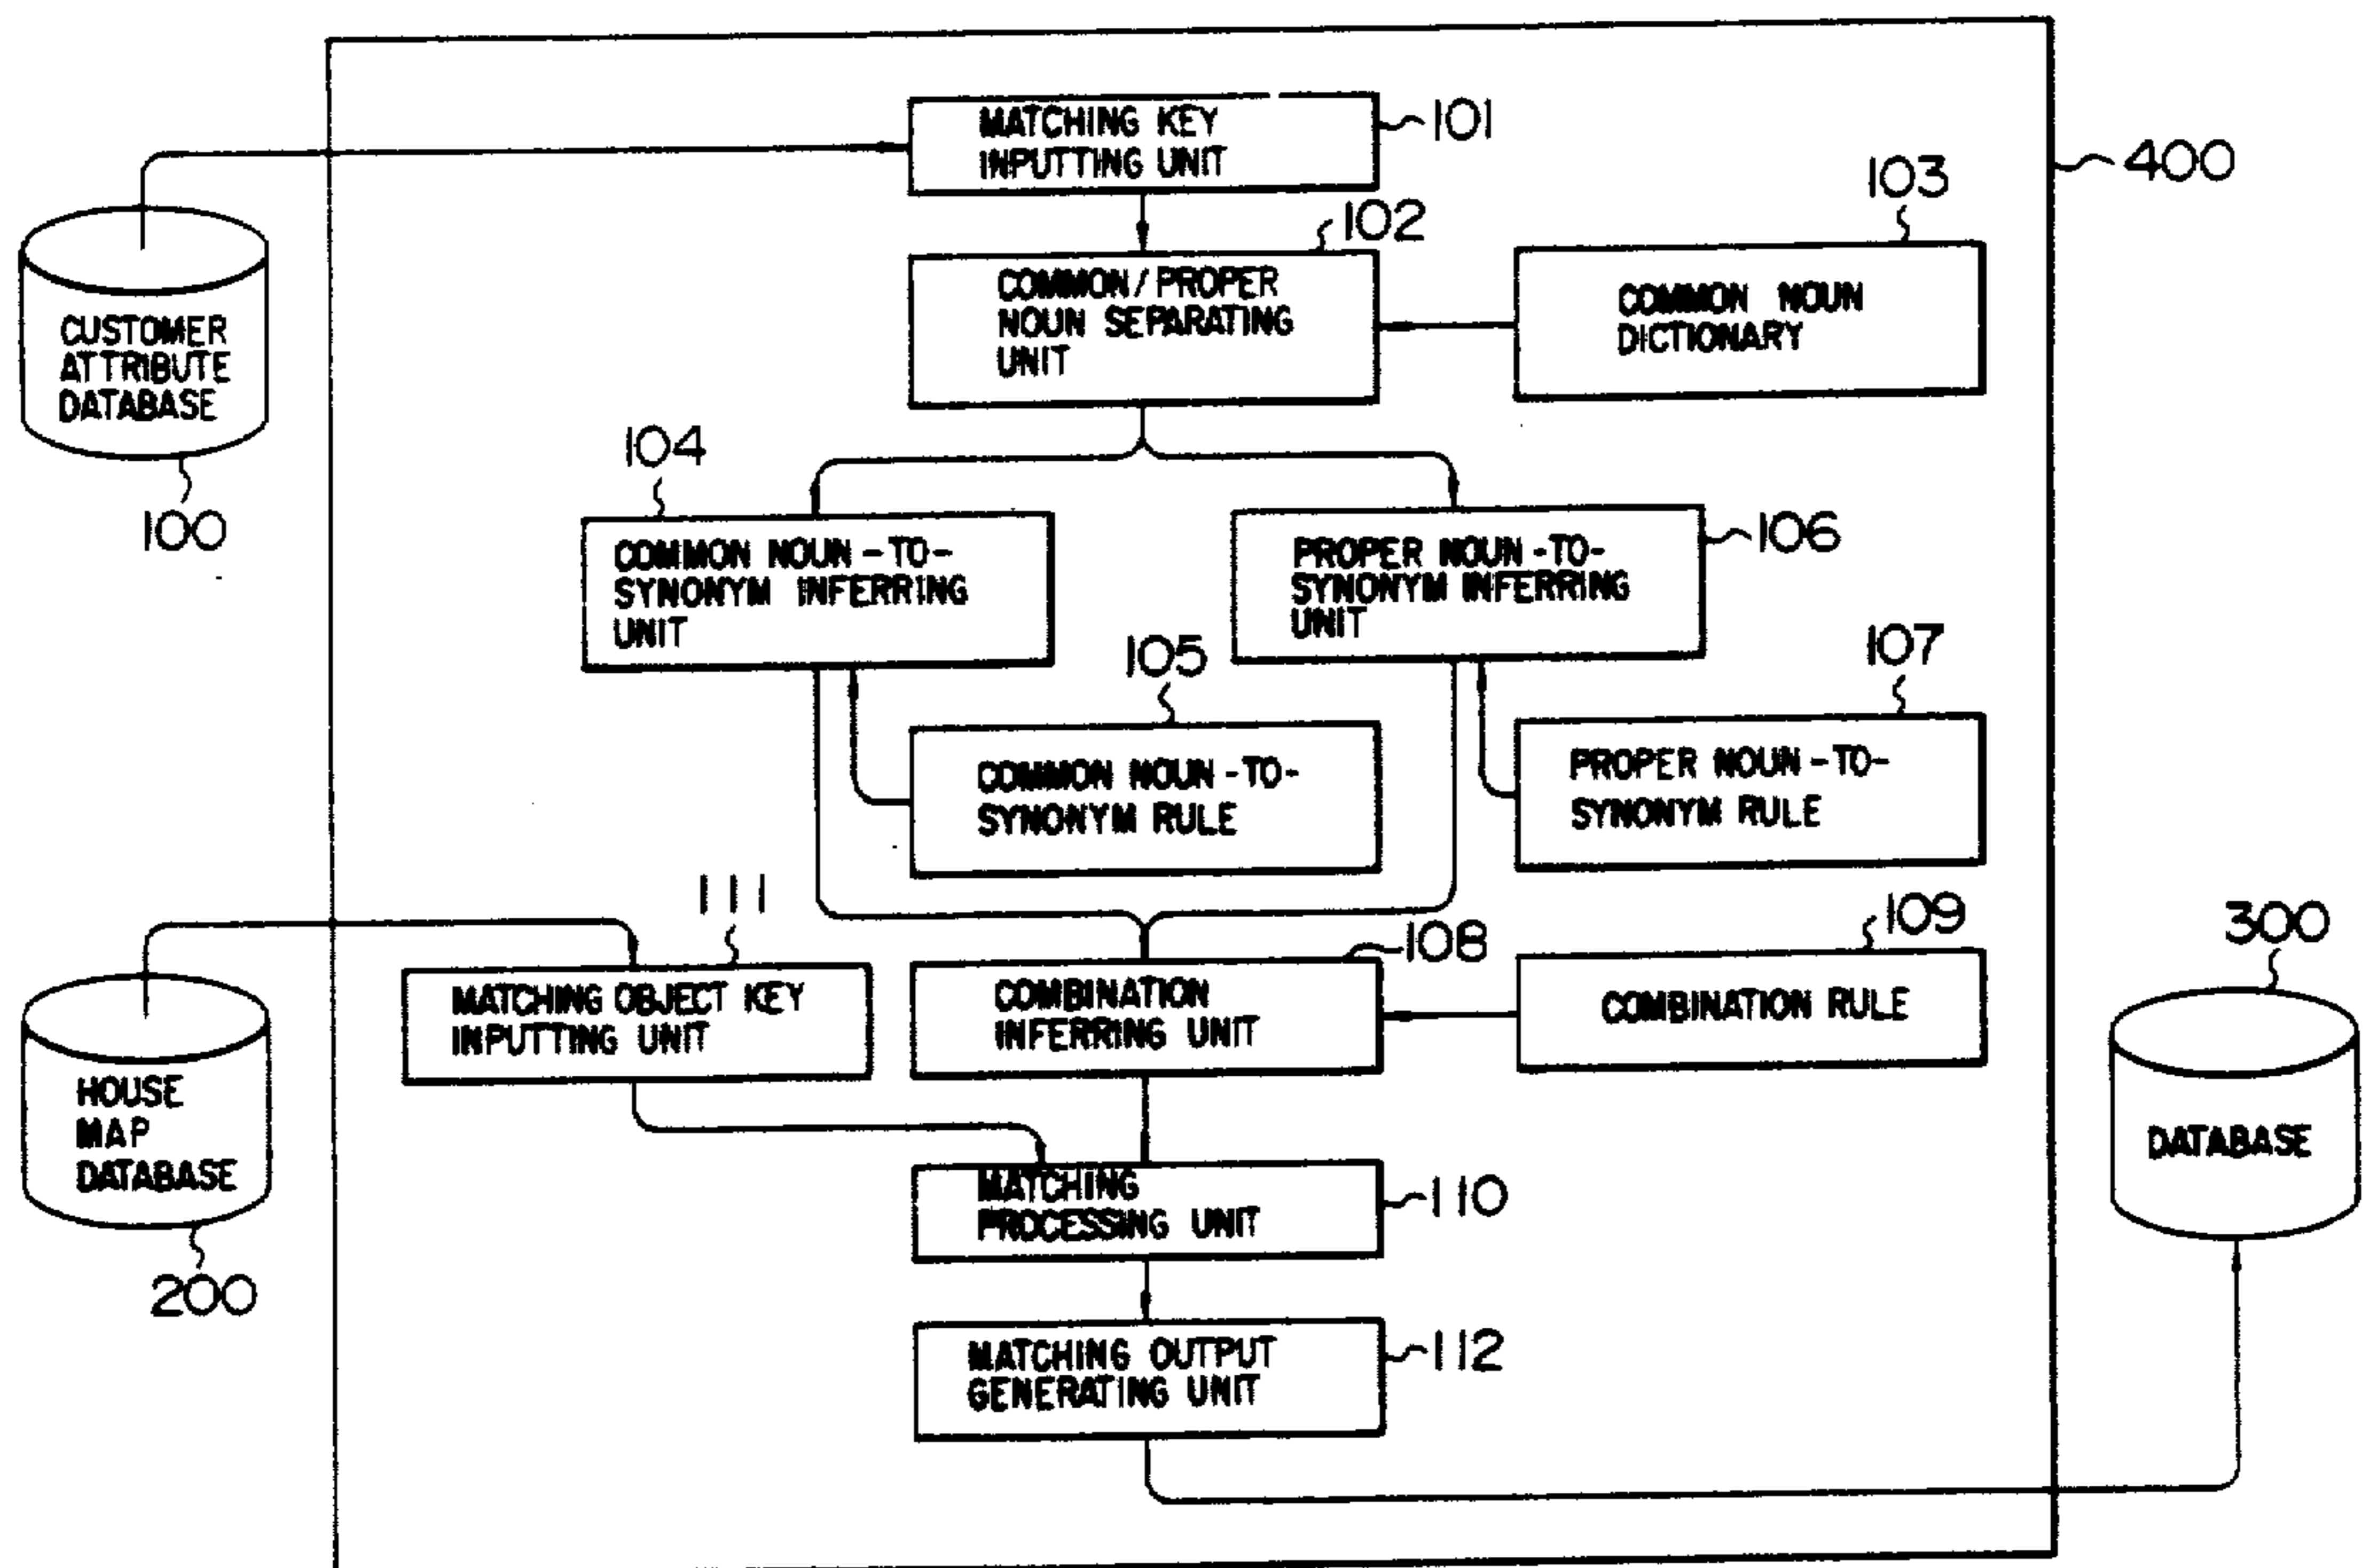 MATCHING KEY
INPUTTING UNIT
101
400
102
103
COMMON/PROPER
NOUN SEPARATING
UNIT
COMMON NOUN
DICTIONARY
CUSTOMER
ATTRIBUTE
DATABASE
100
104
COMMON NOUN-TO-
SYNONYM INFERRING
UNIT
PROPER NOUN-TO-
SYNONYM INFERRING
UNIT
106
105
COMMON NOUN-TO-
SYNONYM RULE
107
PROPER NOUN-TO-
SYNONYM RULE
111
MATCHING OBJECT KEY
INPUTTING UNIT
108
COMBINATION
INFERRING UNIT
109
COMBINATION RULE
300
DATABASE
HOUSE
MAP
DATABASE
200
MATCHING
PROCESSING UNIT
110
MATCHING OUTPUT
GENERATING UNIT
112